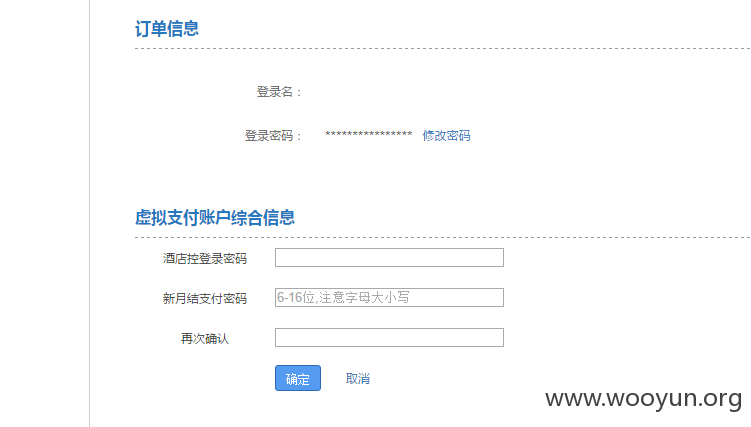 订单信息
登录名：
登录密码： **************** 修改密码
虚拟支付账户综合信息
酒店控登录密码
新月结支付密码 6-16位,注意字母大小写
再次确认
确定 取消
www.wooyun.org